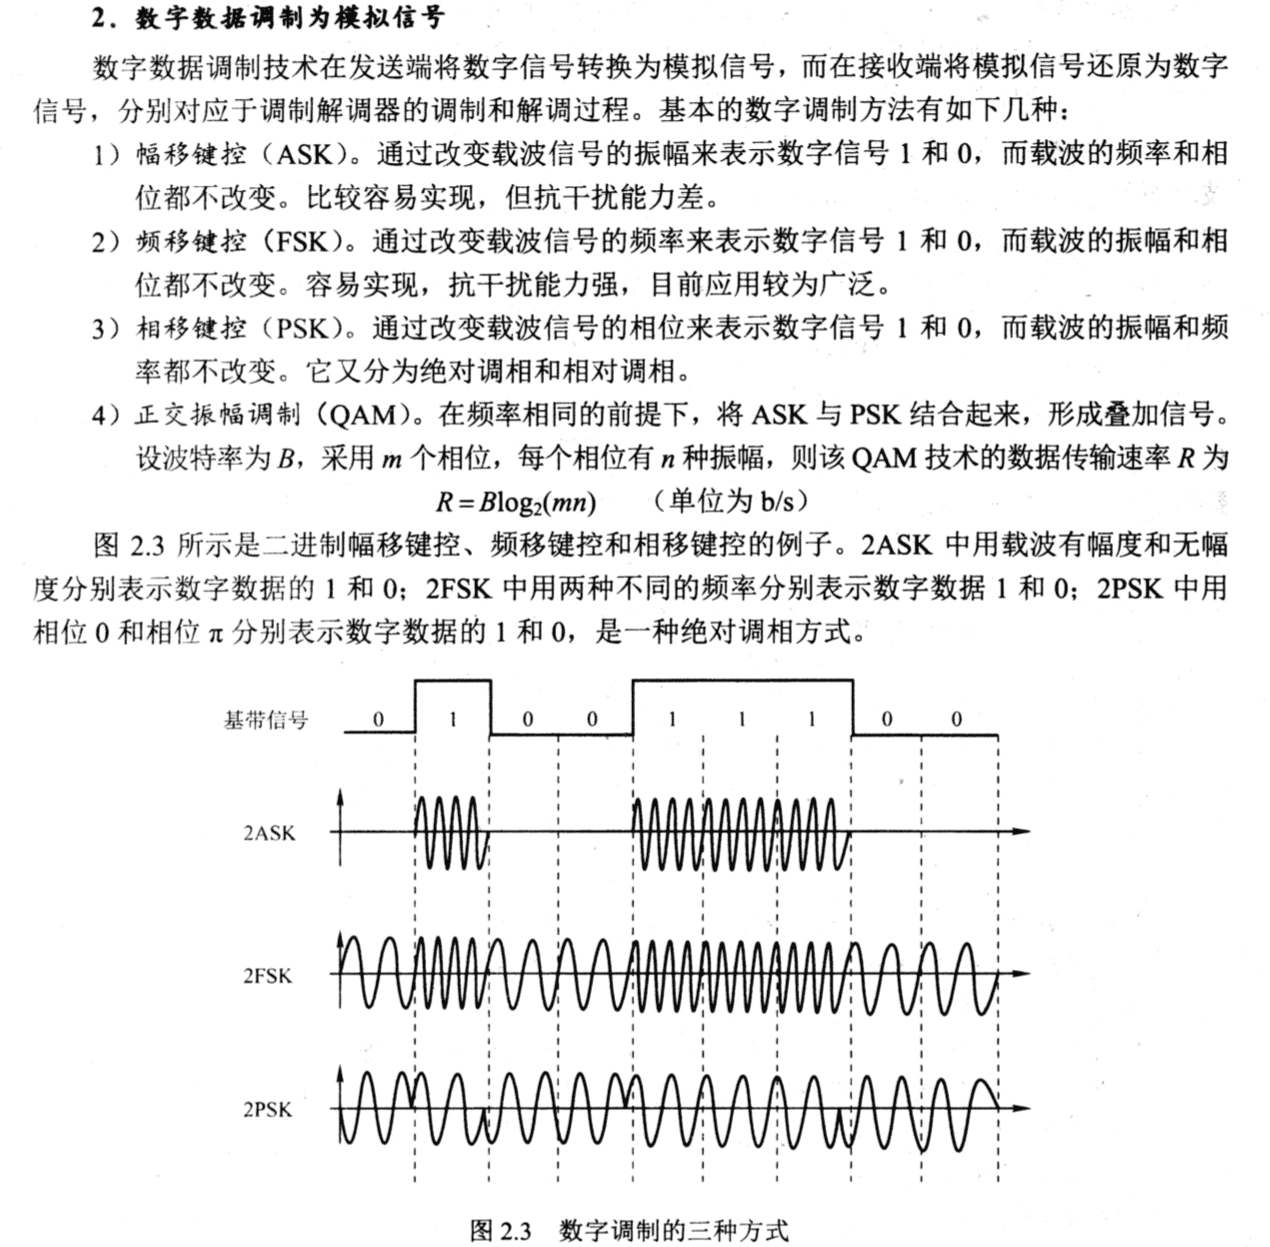 2. 数字数据调制为模拟信号
数字数据调制技术在发送端将数字信号转换为模拟信号，而在接收端将模拟信号还原为数字
信号，分别对应于调制解调器的调制和解调过程。基本的数字调制方法有如下几种：
1）幅移键控（ASK）。通过改变载波信号的振幅来表示数字信号 1 和 0，而载波的频率和相
位都不改变。比较容易实现，但抗干扰能力差。
2）频移键控（FSK）。通过改变载波信号的频率来表示数字信号 1 和 0，而载波的振幅和相
位都不改变。容易实现，抗干扰能力强，目前应用较为广泛。
3）相移键控（PSK）。通过改变载波信号的相位来表示数字信号 1 和 0，而载波的振幅和频
率都不改变。它又分为绝对调相和相对调相。
4）正交振幅调制（QAM）。在频率相同的前提下，将 ASK 与 PSK 结合起来，形成叠加信号。
设波特率为 B，采用 m 个相位，每个相位有 n 种振幅，则该 QAM 技术的数据传输速率 R 为
R = Blog₂(mn) （单位为 b/s）
图 2.3 所示是二进制幅移键控、频移键控和相移键控的例子。2ASK 中用载波有幅度和无幅
度分别表示数字数据的 1 和 0；2FSK 中用两种不同的频率分别表示数字数据 1 和 0；2PSK 中用
相位 0 和相位 π 分别表示数字数据的 1 和 0，是一种绝对调相方式。
基带信号 0 1 0 0 1 1 1 0 0
2ASK
2FSK
2PSK
图 2.3 数字调制的三种方式